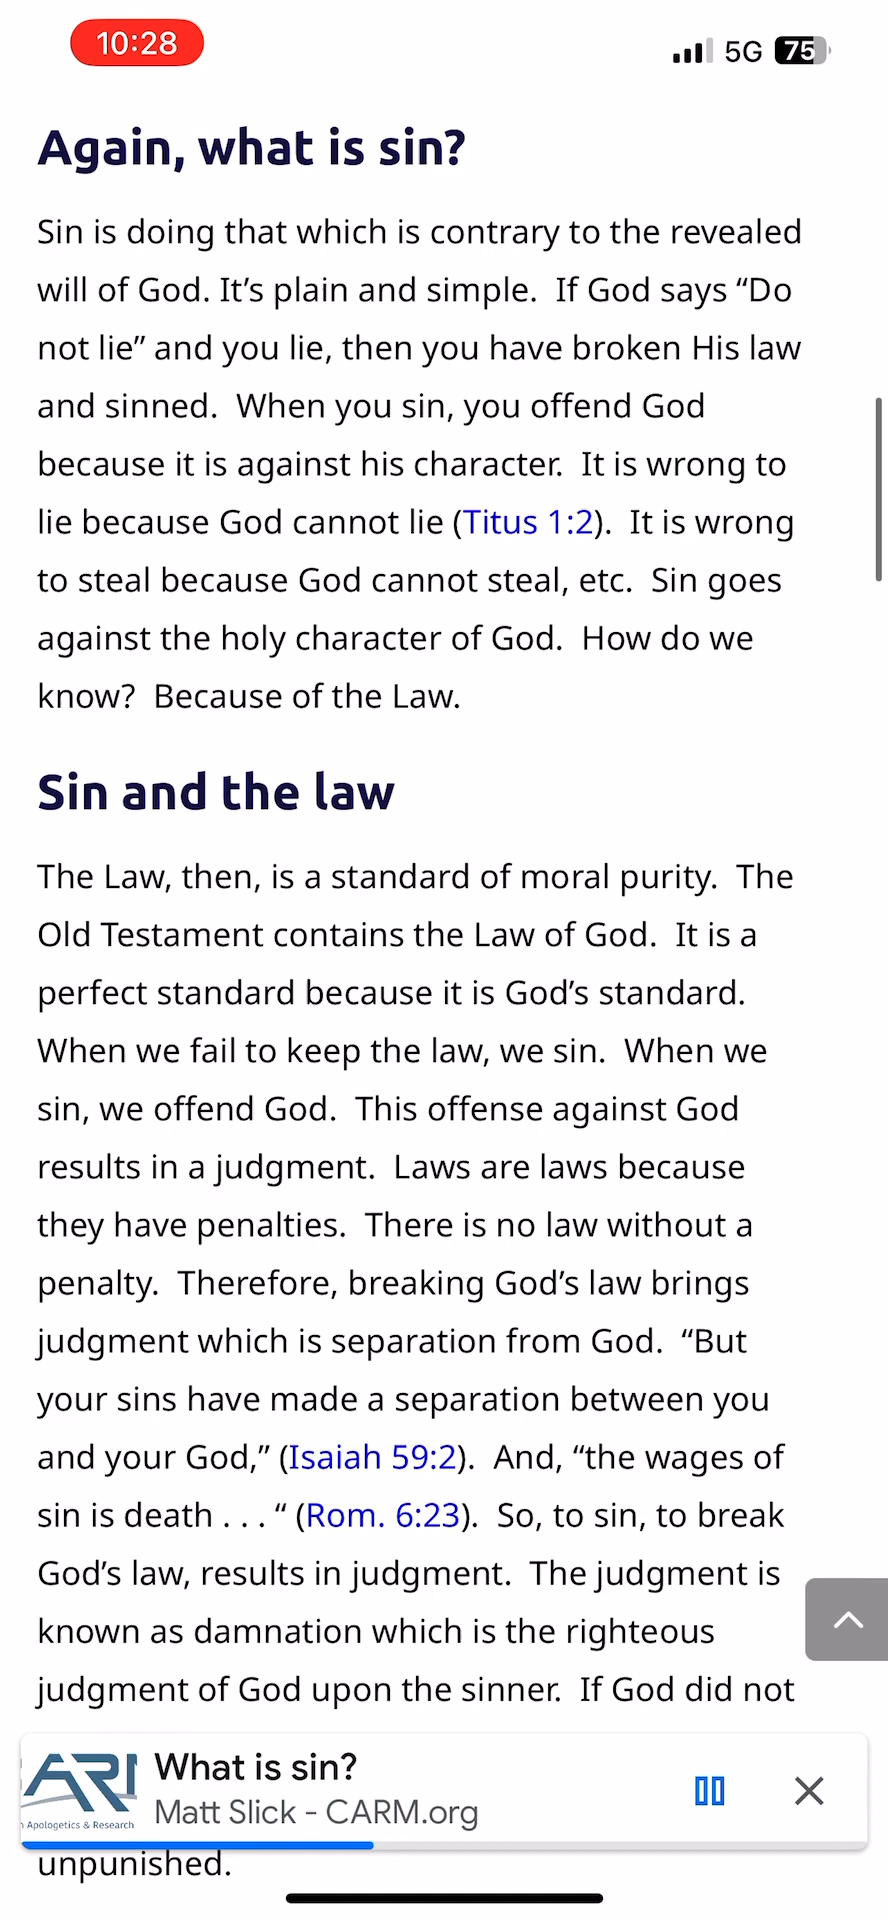 10:28
5G 75
Again, what is sin?
Sin is doing that which is contrary to the revealed
will of God. It’s plain and simple.  If God says “Do
not lie” and you lie, then you have broken His law
and sinned.  When you sin, you offend God
because it is against his character.  It is wrong to
lie because God cannot lie (Titus 1:2).  It is wrong
to steal because God cannot steal, etc.  Sin goes
against the holy character of God.  How do we
know?  Because of the Law.
Sin and the law
The Law, then, is a standard of moral purity.  The
Old Testament contains the Law of God.  It is a
perfect standard because it is God’s standard.
When we fail to keep the law, we sin.  When we
sin, we offend God.  This offense against God
results in a judgment.  Laws are laws because
they have penalties.  There is no law without a
penalty.  Therefore, breaking God’s law brings
judgment which is separation from God.  “But
your sins have made a separation between you
and your God,” (Isaiah 59:2).  And, “the wages of
sin is death . . . “ (Rom. 6:23).  So, to sin, to break
God’s law, results in judgment.  The judgment is
known as damnation which is the righteous
judgment of God upon the sinner.  If God did not
What is sin?
Matt Slick - CARM.org
Apologetics & Research
unpunished.